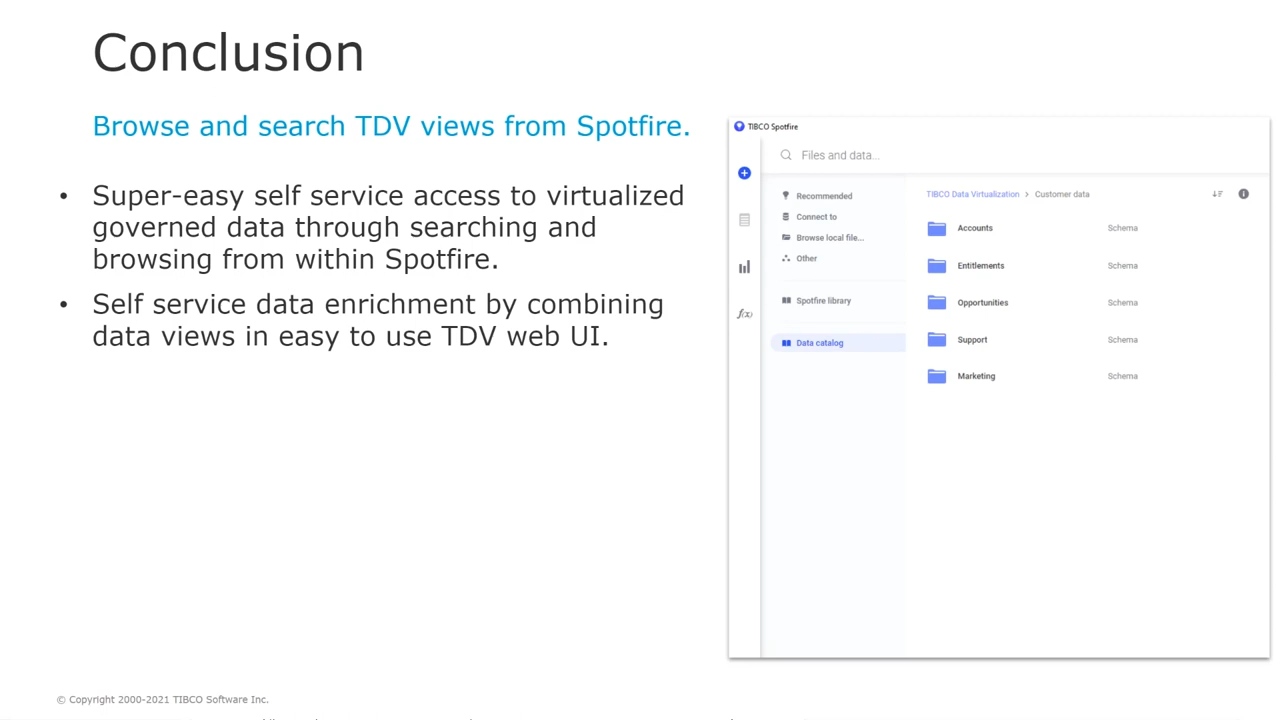 Conclusion
Browse and search TDV views from Spotfire.
• Super-easy self service access to virtualized
governed data through searching and
browsing from within Spotfire.
• Self service data enrichment by combining
data views in easy to use TDV web UI.
TIBCO Spotfire
Files and data...
Recommended
Connect to
Browse local file...
Other
Spotfire library
Data catalog
f(x)
TIBCO Data Virtualization > Customer data
Accounts Schema
Entitlements Schema
Opportunities Schema
Support Schema
Marketing Schema
© Copyright 2000-2021 TIBCO Software Inc.